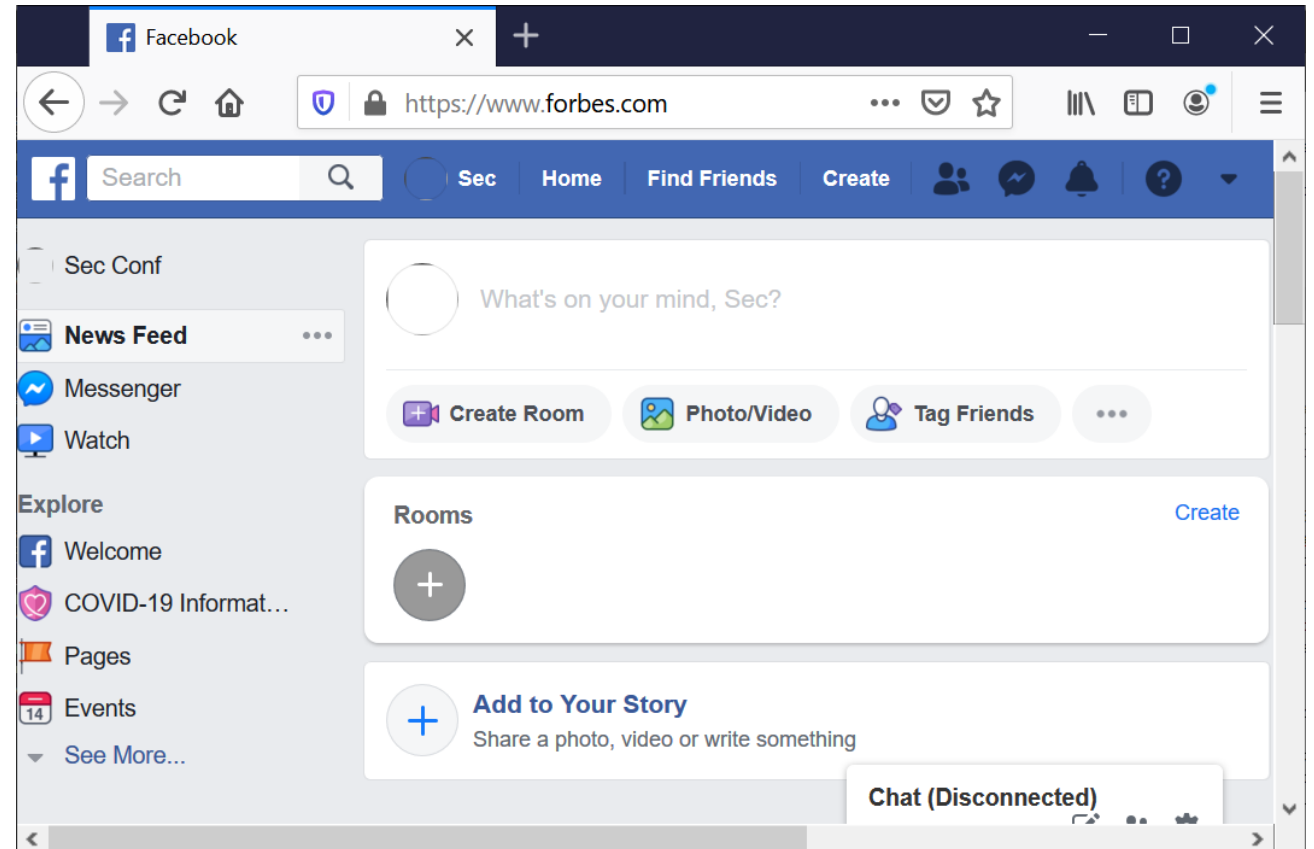 Facebook
https://www.forbes.com
Search
Sec
Home
Find Friends
Create
Sec Conf
News Feed
Messenger
Watch
Explore
Welcome
COVID-19 Informat...
Pages
14
Events
See More...
What's on your mind, Sec?
Create Room
Photo/Video
Tag Friends
Rooms
Create
Add to Your Story
Share a photo, video or write something
Chat (Disconnected)